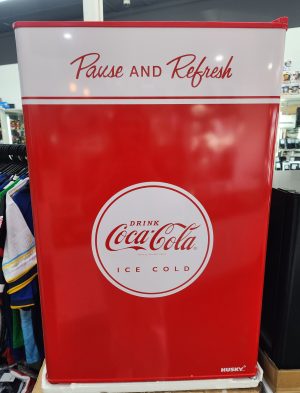 Pause AND Refresh
DRINK
Coca-Cola®
ICE COLD
HUSKY